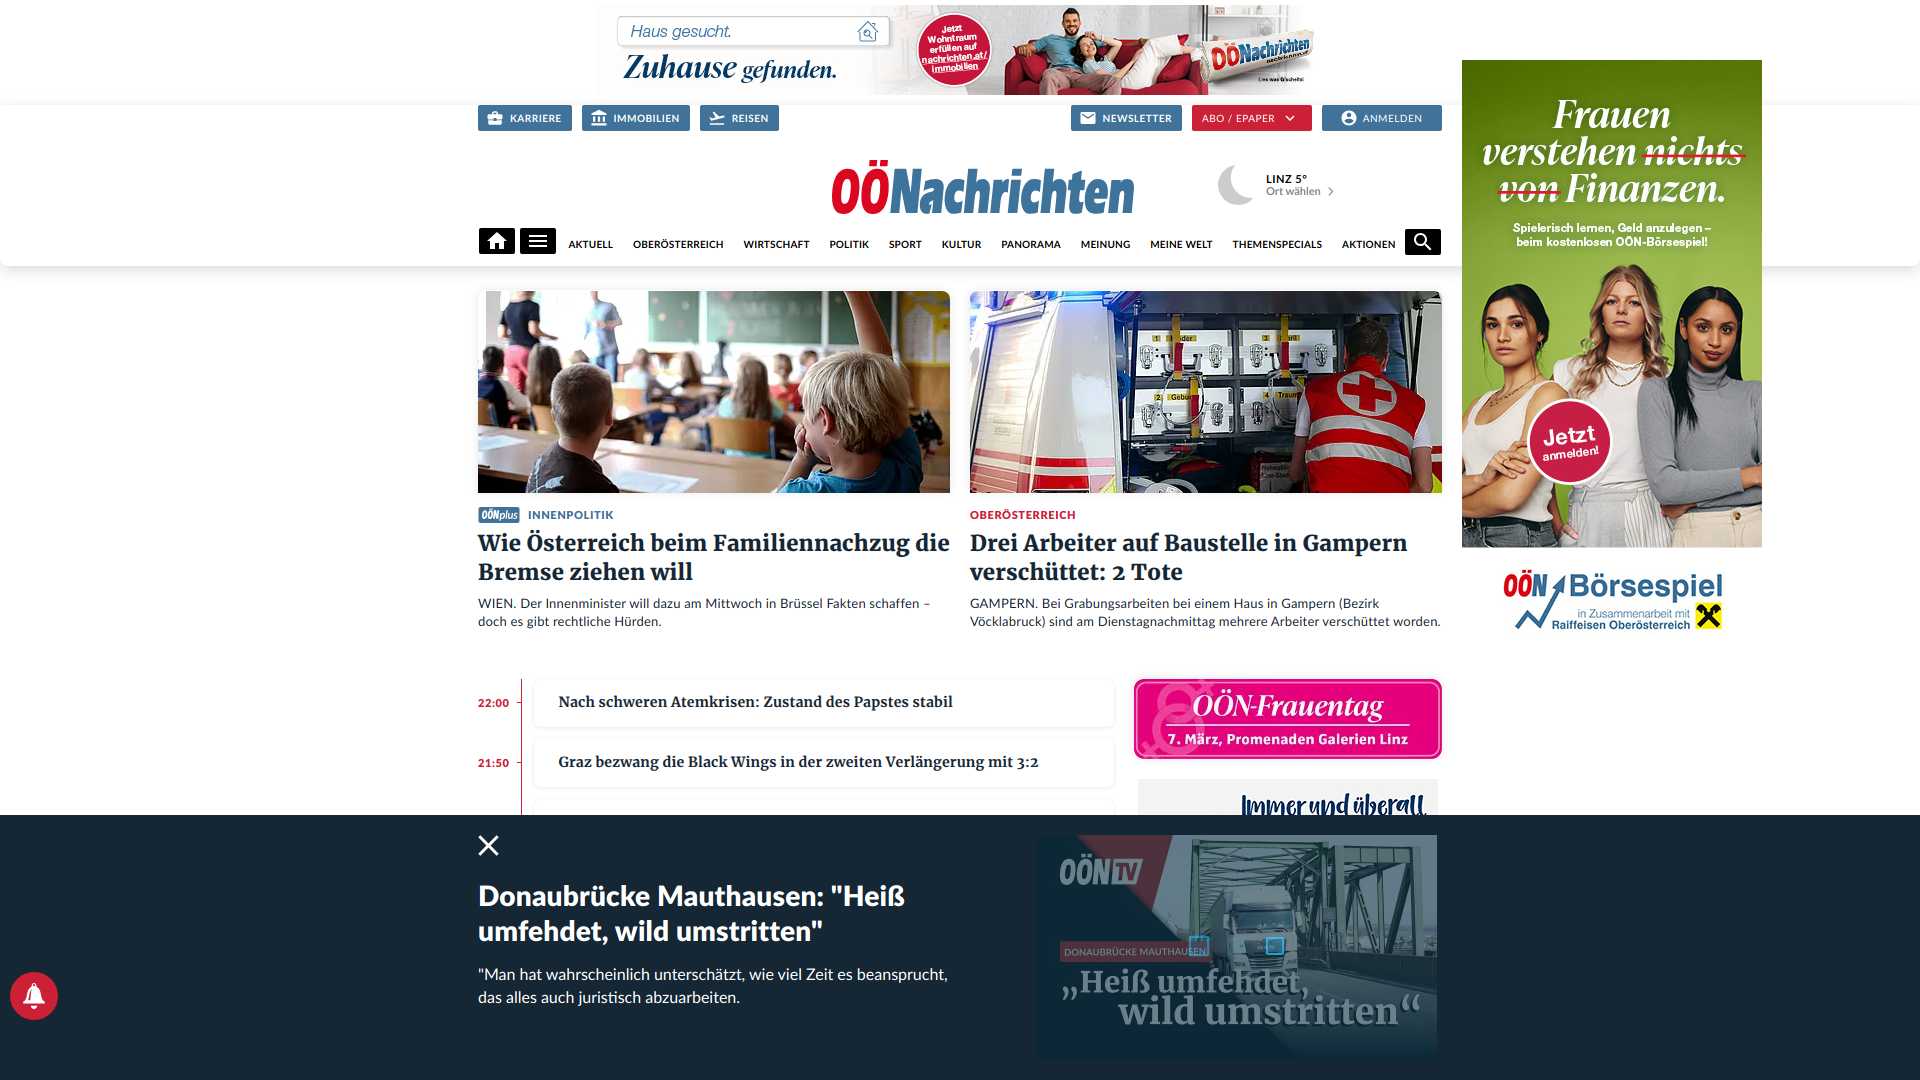 Haus gesucht.
Zuhause gefunden.
Jetzt
Wohntraum
erfüllen auf
nachrichten.at/
immobilien
OÖNachrichten
Lies was G'scheits!
KARRIERE
IMMOBILIEN
REISEN
NEWSLETTER
ABO / EPAPER
ANMELDEN
OÖNachrichten
LINZ 5°
Ort wählen
AKTUELL
OBERÖSTERREICH
WIRTSCHAFT
POLITIK
SPORT
KULTUR
PANORAMA
MEINUNG
MEINE WELT
THEMENSPECIALS
AKTIONEN
Frauen
verstehen nichts
von Finanzen.
Spielerisch lernen, Geld anzulegen –
beim kostenlosen OÖN-Börsespiel!
Jetzt
anmelden!
OÖN Börsespiel
in Zusammenarbeit mit
Raiffeisen Oberösterreich
OÖNplus INNENPOLITIK
Wie Österreich beim Familiennachzug die
Bremse ziehen will
WIEN. Der Innenminister will dazu am Mittwoch in Brüssel Fakten schaffen –
doch es gibt rechtliche Hürden.
OBERÖSTERREICH
Drei Arbeiter auf Baustelle in Gampern
verschüttet: 2 Tote
GAMPERN. Bei Grabungsarbeiten bei einem Haus in Gampern (Bezirk
Vöcklabruck) sind am Dienstagnachmittag mehrere Arbeiter verschüttet worden.
22:00
Nach schweren Atemkrisen: Zustand des Papstes stabil
21:50
Graz bezwang die Black Wings in der zweiten Verlängerung mit 3:2
OÖN-Frauentag
7. März, Promenaden Galerien Linz
Immer und überall
Donaubrücke Mauthausen: "Heiß
umfehdet, wild umstritten"
"Man hat wahrscheinlich unterschätzt, wie viel Zeit es beansprucht,
das alles auch juristisch abzuarbeiten.
OÖN TV
DONAUBRÜCKE MAUTHAUSEN
„Heiß umfehdet,
wild umstritten“